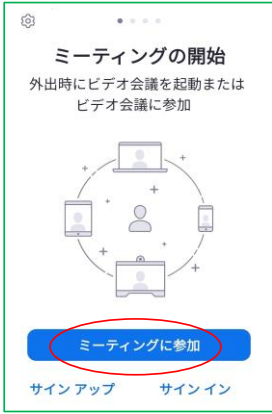 ミーティングの開始
外出時にビデオ会議を起動または
ビデオ会議に参加
ミーティングに参加
サイン アップ
サイン イン